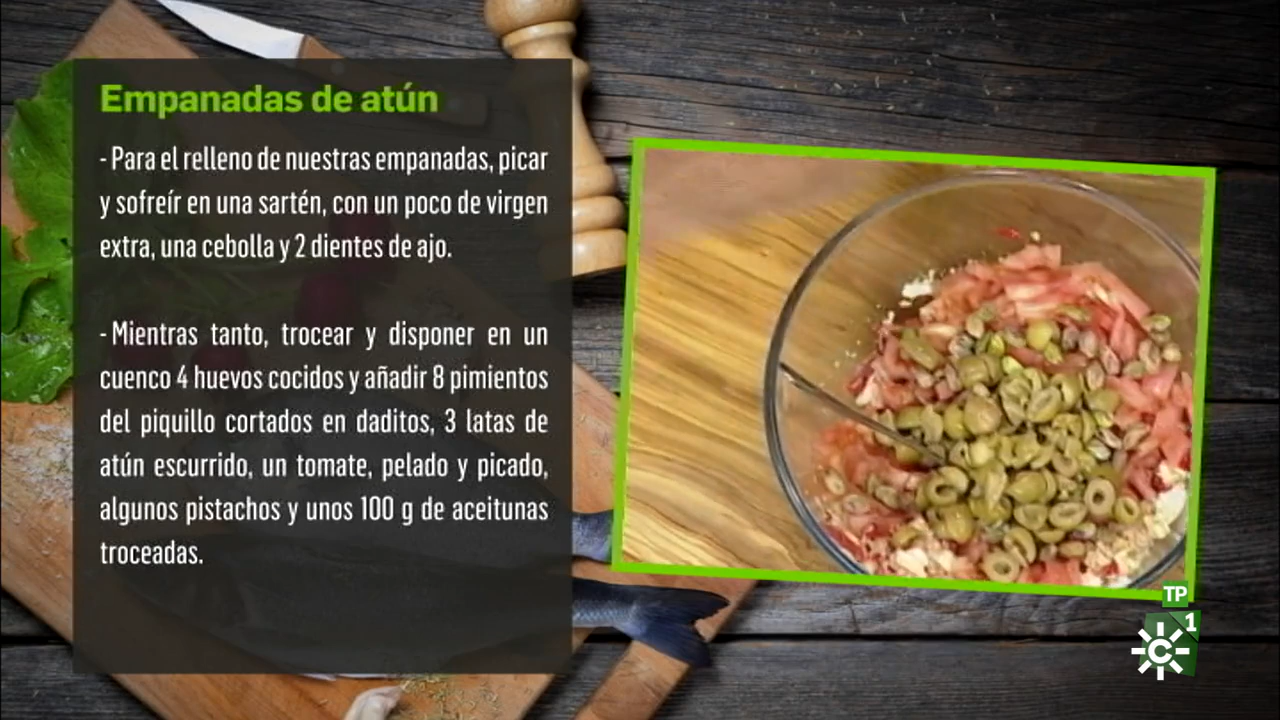 Empanadas de atún
- Para el relleno de nuestras empanadas, picar
y sofreír en una sartén, con un poco de virgen
extra, una cebolla y 2 dientes de ajo.
- Mientras tanto, trocear y disponer en un
cuenco 4 huevos cocidos y añadir 8 pimientos
del piquillo cortados en daditos, 3 latas de
atún escurrido, un tomate, pelado y picado,
algunos pistachos y unos 100 g de aceitunas
troceadas.
TP
1
C